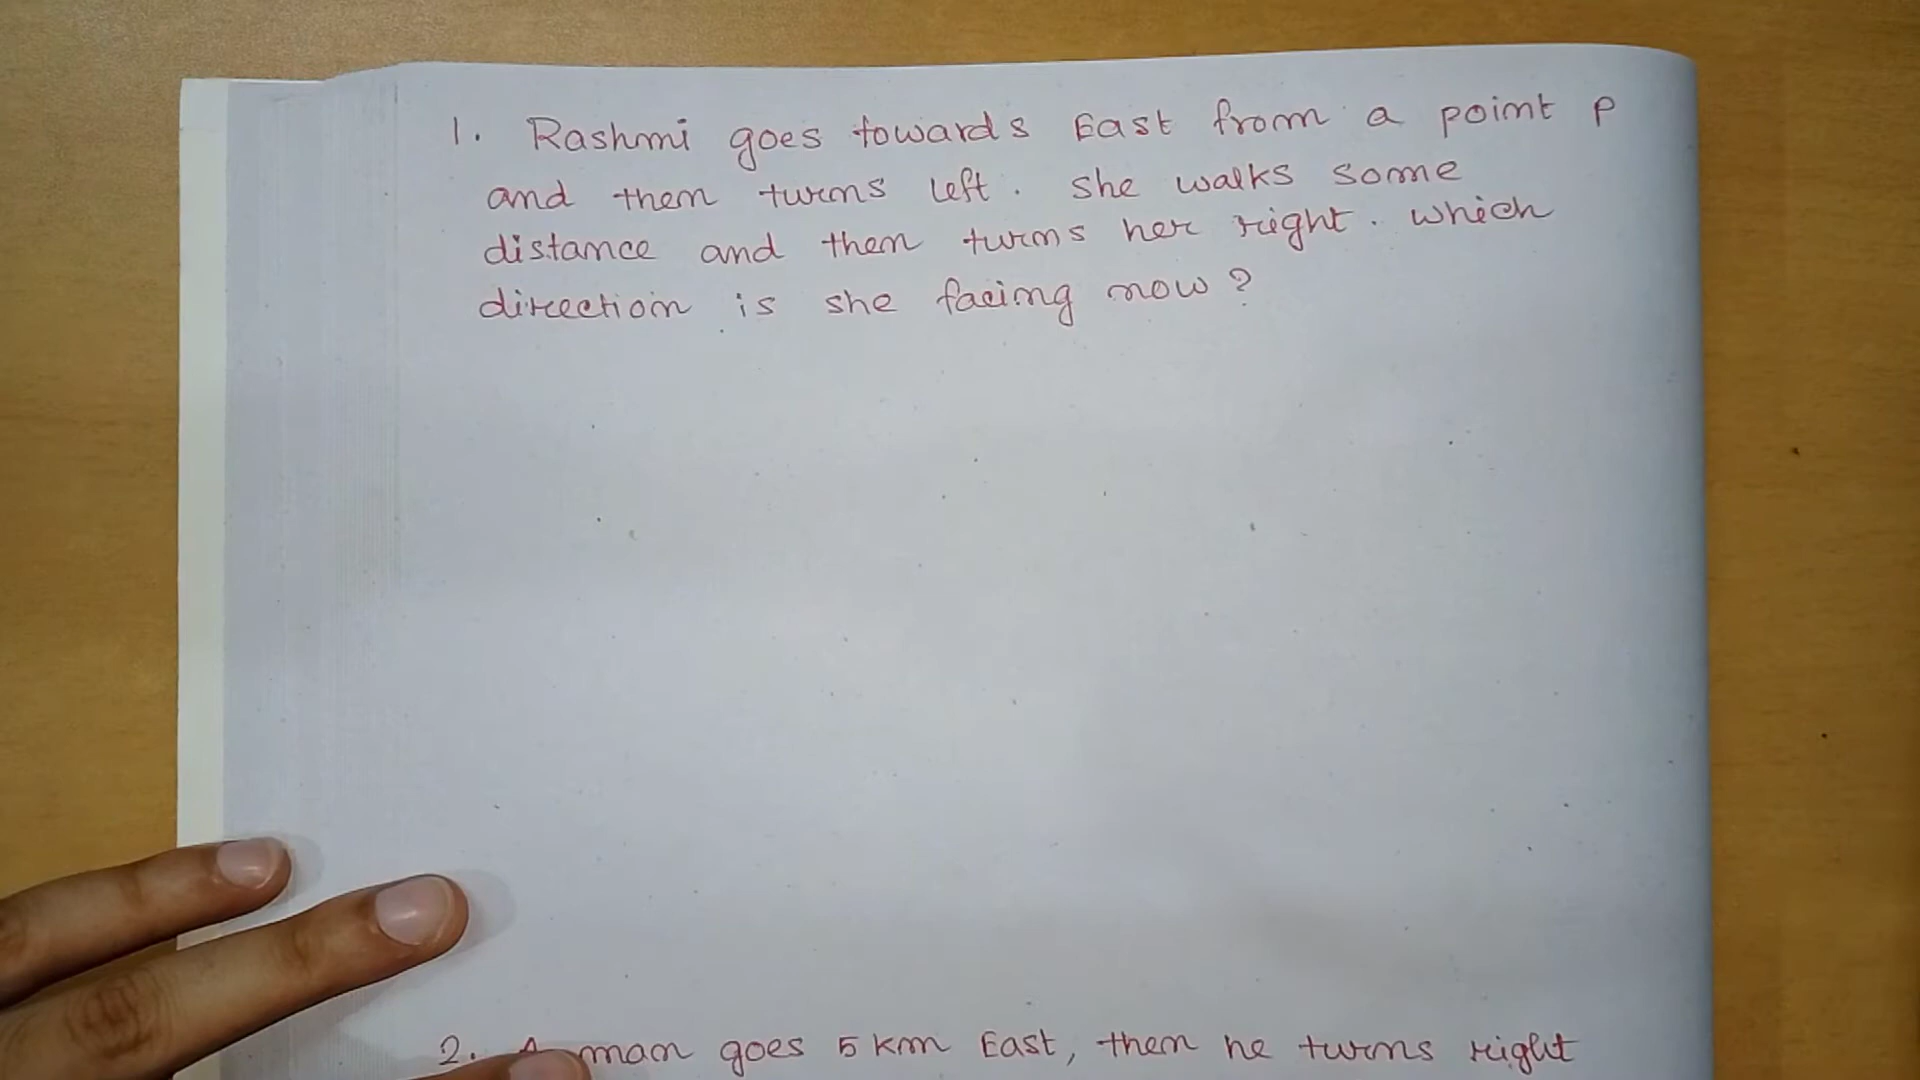 1. Rashmi goes towards East from a point P
and then turns left. She walks some
distance and then turns her right. which
direction is she facing now?
2. A man goes 5 km East, then he turns right